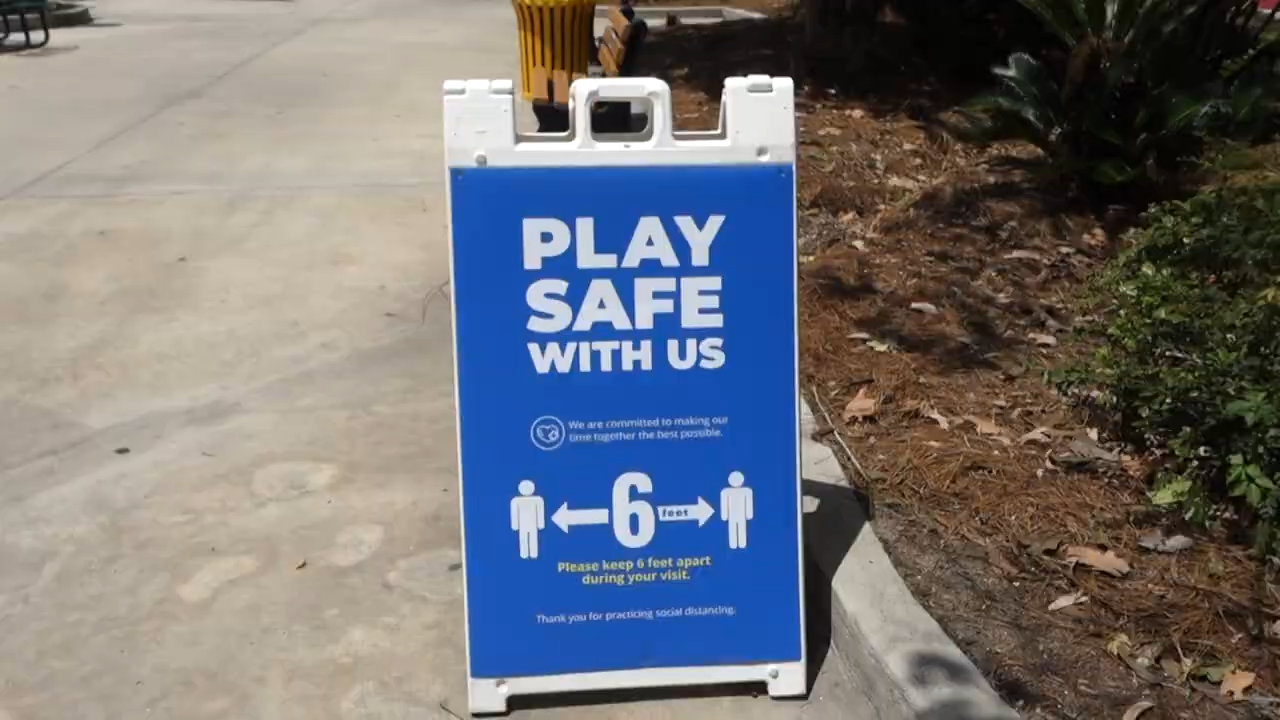 PLAY
SAFE
WITH US
We are committed to making our
time together the best possible.
6
feet
Please keep 6 feet apart
during your visit.
Thank you for practicing social distancing.